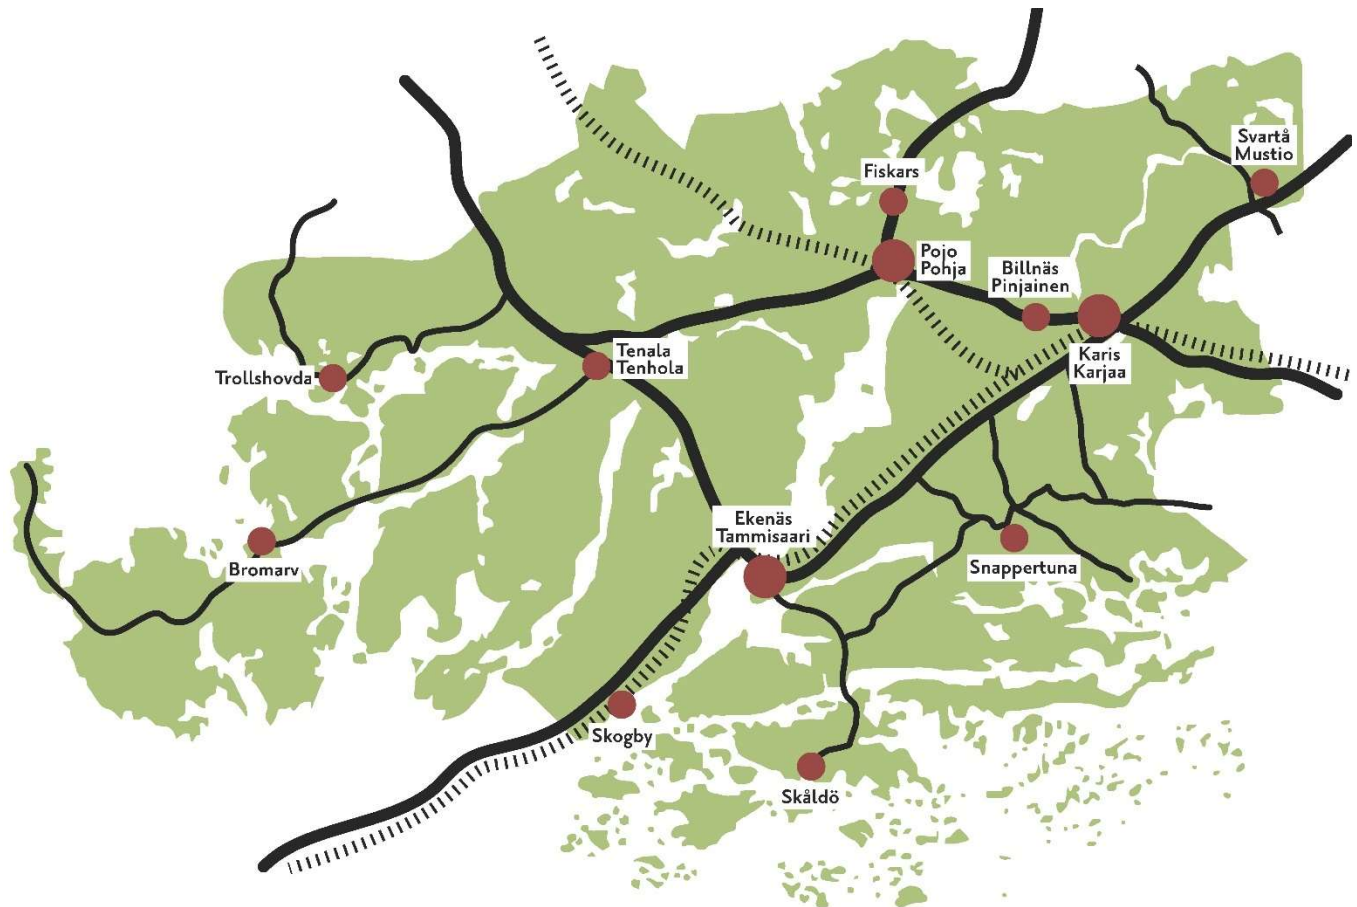 Svartå
Mustio
Fiskars
Pojo
Pohja
Billnäs
Pinjainen
Tenala
Tenhola
Karis
Karjaa
Trollshovda
Ekenäs
Tammisaari
Bromarv
Snappertuna
Skogby
Skåldö